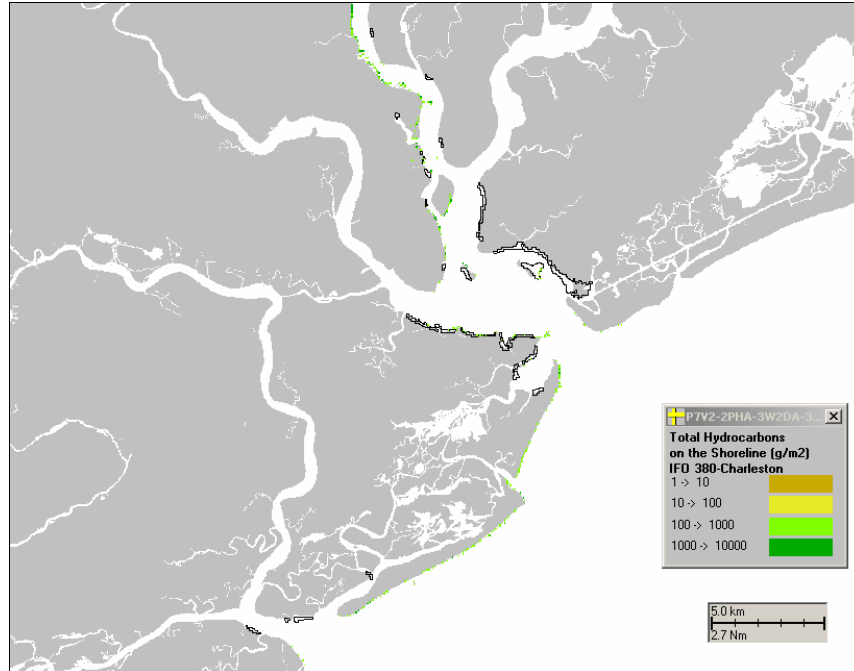 P7V2-2PHA-3W2DA-3...
Total Hydrocarbons
on the Shoreline (g/m2)
IFO 380-Charleston
1 -> 10
10 -> 100
100 -> 1000
1000 -> 10000
5.0 km
2.7 Nm